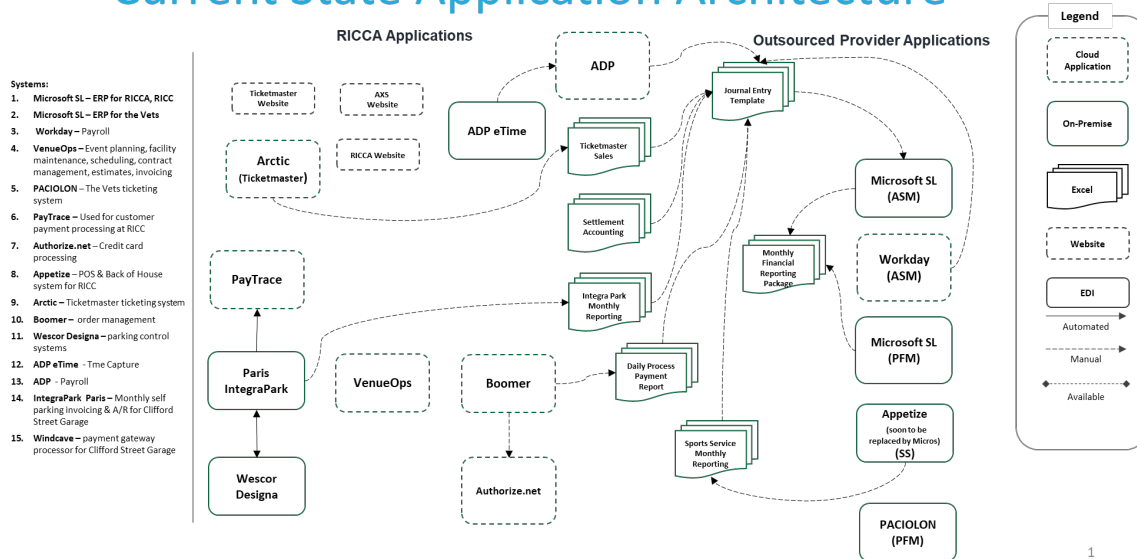 Current State Application Architecture
RICCA Applications
Outsourced Provider Applications
Systems:
1. Microsoft SL – ERP for RICCA, RICC
2. Microsoft SL – ERP for the Vets
3. Workday – Payroll
4. VenueOps – Event planning, facility
maintenance, scheduling, contract
management, estimates, invoicing
5. PACIOLON – The Vets ticketing
system
6. PayTrace – Used for customer
payment processing at RICC
7. Authorize.net – Credit card
processing
8. Appetize – POS & Back of House
system for RICC
9. Arctic – Ticketmaster ticketing system
10. Boomer – order management
11. Wescor Designa – parking control
systems
12. ADP eTime - Tme Capture
13. ADP - Payroll
14. IntegraPark Paris – Monthly self
parking invoicing & A/R for Clifford
Street Garage
15. Windcave – payment gateway
processor for Clifford Street Garage
Ticketmaster
Website
AXS
Website
RICCA Website
Arctic
(Ticketmaster)
ADP
ADP eTime
Ticketmaster
Sales
Settlement
Accounting
Integra Park
Monthly
Reporting
Daily Process
Payment
Report
Sports Service
Monthly
Reporting
Journal Entry
Template
PayTrace
Paris
IntegraPark
Wescor
Designa
VenueOps
Boomer
Authorize.net
Microsoft SL
(ASM)
Monthly
Financial
Reporting
Package
Workday
(ASM)
Microsoft SL
(PFM)
Appetize
(soon to be
replaced by Micros)
(SS)
PACIOLON
(PFM)
Legend
Cloud
Application
On-Premise
Excel
Website
EDI
Automated
Manual
Available
1